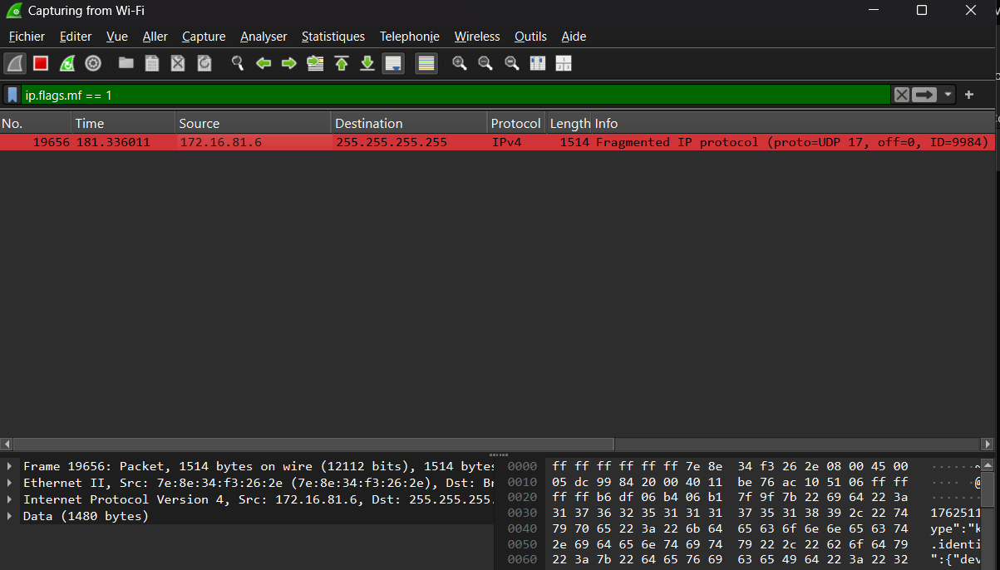 Capturing from Wi-Fi
Fichier Editer Vue Aller Capture Analyser Statistiques Telephonie Wireless Outils Aide
ip.flags.mf == 1
No. Time Source Destination Protocol Length Info
19656 181.336011 172.16.81.6 255.255.255.255 IPv4 1514 Fragmented IP protocol (proto=UDP 17, off=0, ID=9984)
Frame 19656: Packet, 1514 bytes on wire (12112 bits), 1514 bytes
Ethernet II, Src: 7e:8e:34:f3:26:2e (7e:8e:34:f3:26:2e), Dst: Br
Internet Protocol Version 4, Src: 172.16.81.6, Dst: 255.255.255.
Data (1480 bytes)
0000 ff ff ff ff ff ff 7e 8e 34 f3 26 2e 08 00 45 00 ·······~
0010 05 dc 99 84 20 00 40 11 be 76 ac 10 51 06 ff ff ···· ·@
0020 ff ff b6 df 06 b4 06 b1 7f 9f 7b 22 69 64 22 3a ········
0030 31 37 36 32 35 31 31 31 37 35 31 38 39 2c 22 74 1762511
0040 79 70 65 22 3a 22 6b 64 65 63 6f 6e 6e 65 63 74 ype":"k
0050 2e 69 64 65 6e 74 69 74 79 22 2c 22 62 6f 64 79 .identi
0060 22 3a 7b 22 64 65 76 69 63 65 49 64 22 3a 22 32 ":{"dev